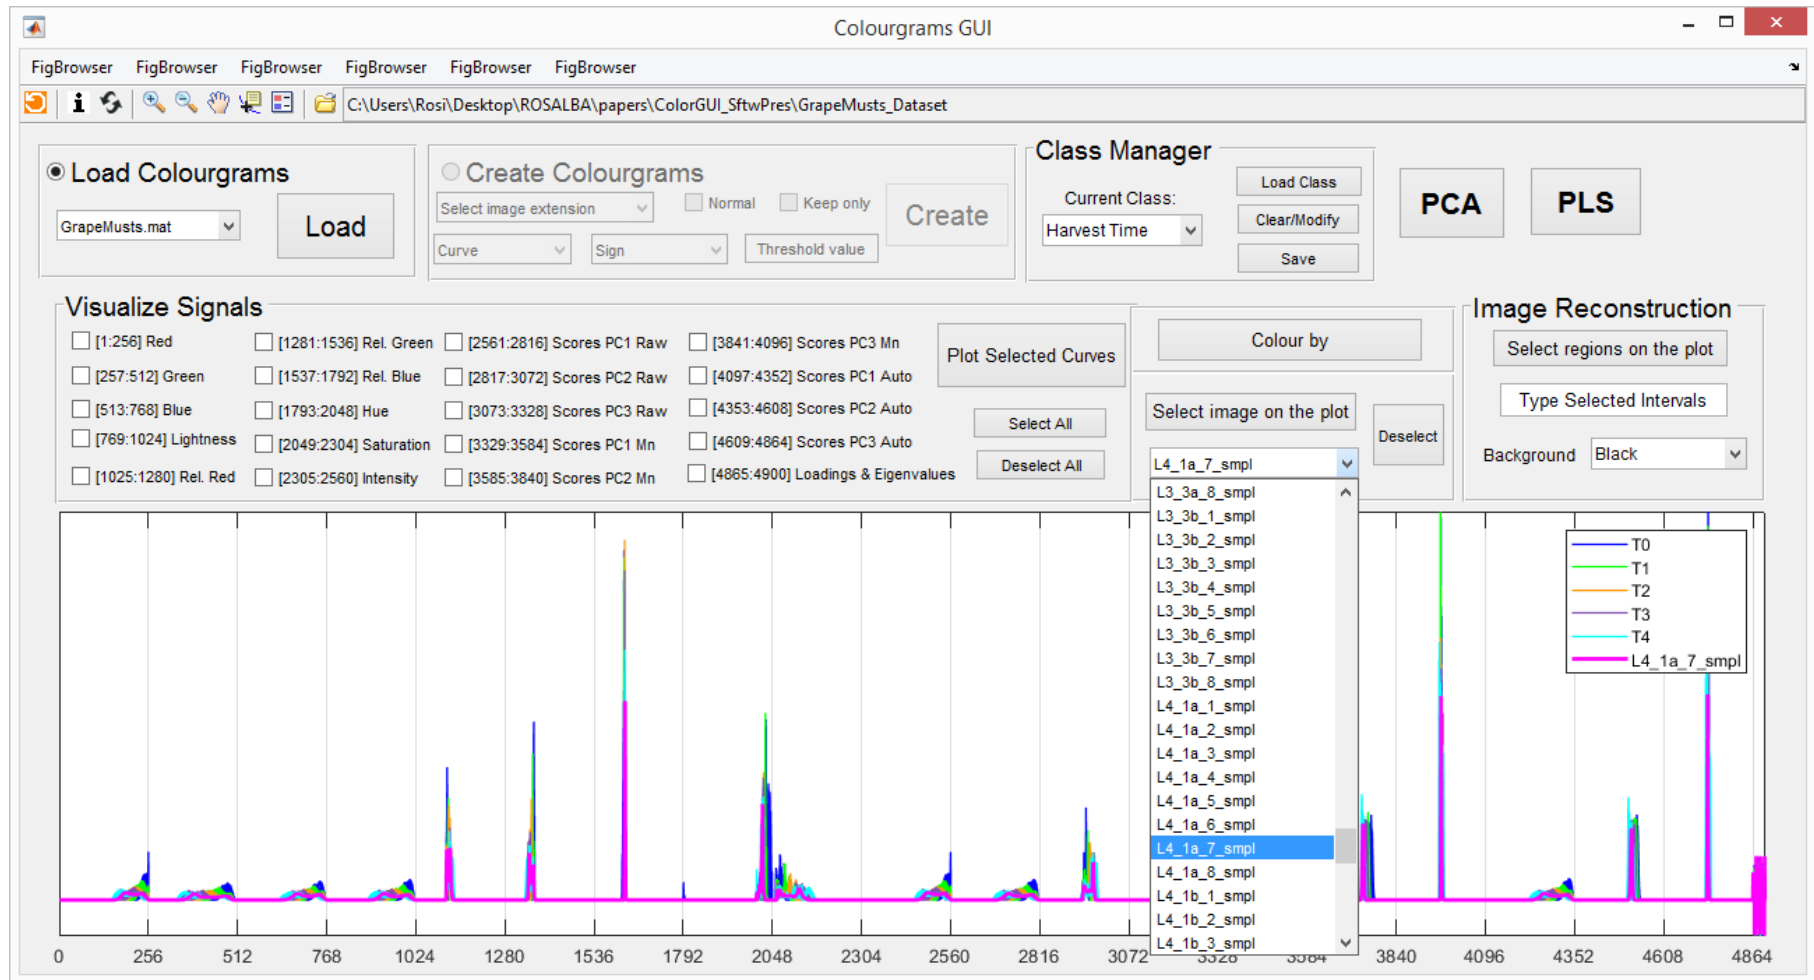 Colourgrams GUI
FigBrowser FigBrowser FigBrowser FigBrowser FigBrowser FigBrowser
C:\Users\Rosi\Desktop\ROSALBA\papers\ColorGUI_SftwPres\GrapeMusts_Dataset
Load Colourgrams
GrapeMusts.mat
Load
Create Colourgrams
Select image extension
Normal
Keep only
Create
Curve
Sign
Threshold value
Class Manager
Current Class:
Harvest Time
Load Class
Clear/Modify
Save
PCA
PLS
Visualize Signals
[1:256] Red
[257:512] Green
[513:768] Blue
[769:1024] Lightness
[1025:1280] Rel. Red
[1281:1536] Rel. Green
[1537:1792] Rel. Blue
[1793:2048] Hue
[2049:2304] Saturation
[2305:2560] Intensity
[2561:2816] Scores PC1 Raw
[2817:3072] Scores PC2 Raw
[3073:3328] Scores PC3 Raw
[3329:3584] Scores PC1 Mn
[3585:3840] Scores PC2 Mn
[3841:4096] Scores PC3 Mn
[4097:4352] Scores PC1 Auto
[4353:4608] Scores PC2 Auto
[4609:4864] Scores PC3 Auto
[4865:4900] Loadings & Eigenvalues
Plot Selected Curves
Select All
Deselect All
Colour by
Select image on the plot
Deselect
L4_1a_7_smpl
L3_3a_8_smpl
L3_3b_1_smpl
L3_3b_2_smpl
L3_3b_3_smpl
L3_3b_4_smpl
L3_3b_5_smpl
L3_3b_6_smpl
L3_3b_7_smpl
L3_3b_8_smpl
L4_1a_1_smpl
L4_1a_2_smpl
L4_1a_3_smpl
L4_1a_4_smpl
L4_1a_5_smpl
L4_1a_6_smpl
L4_1a_7_smpl
L4_1a_8_smpl
L4_1b_1_smpl
L4_1b_2_smpl
L4_1b_3_smpl
Image Reconstruction
Select regions on the plot
Type Selected Intervals
Background
Black
T0
T1
T2
T3
T4
L4_1a_7_smpl
0 256 512 768 1024 1280 1536 1792 2048 2304 2560 2816 3072 3328 3584 3840 4096 4352 4608 4864